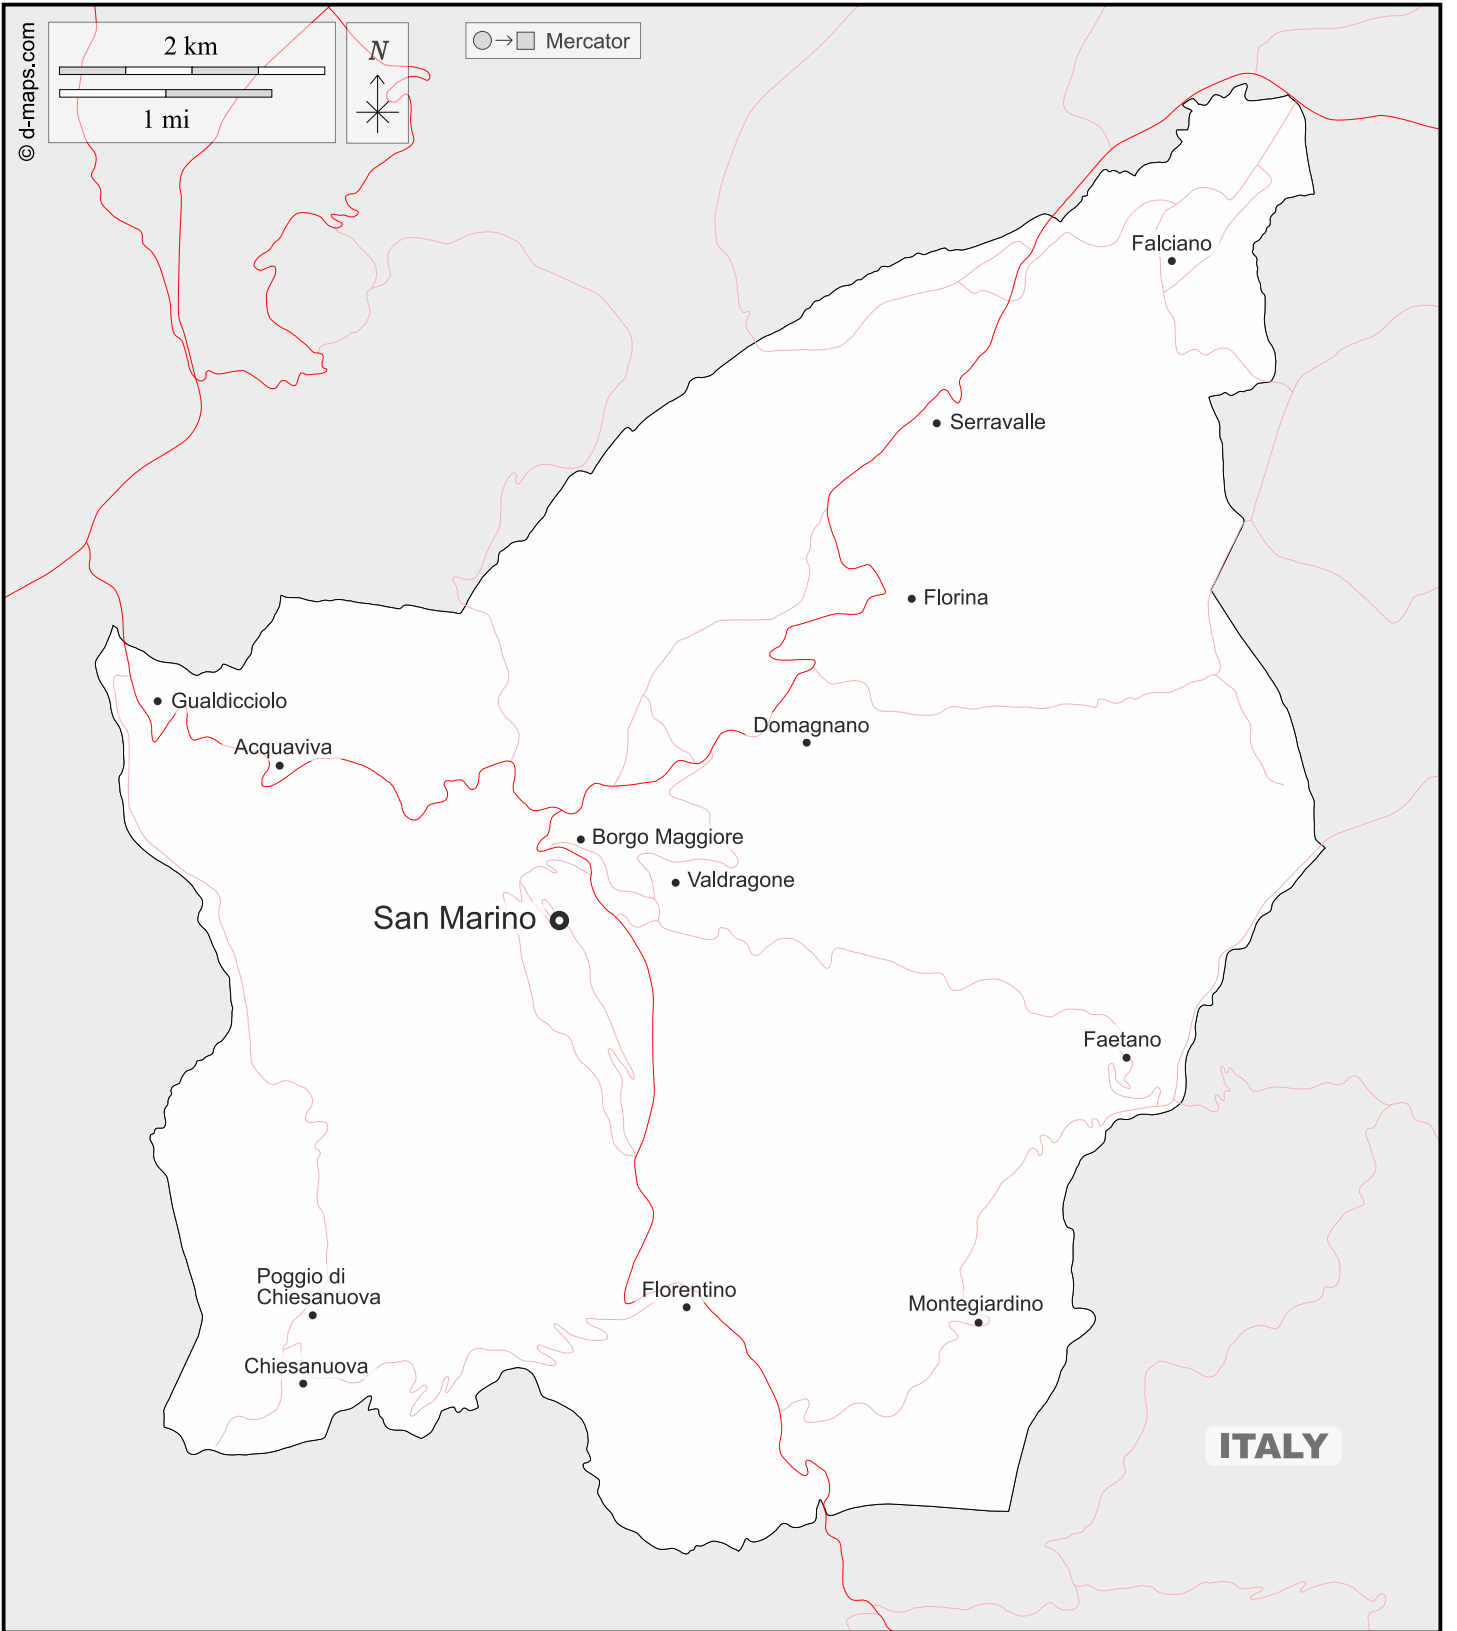 © d-maps.com
2 km
1 mi
N
Mercator
Falciano
Serravalle
Florina
Gualdicciolo
Domagnano
Acquaviva
Borgo Maggiore
Valdragone
San Marino
Faetano
Poggio di
Chiesanuova
Florentino
Montegiardino
Chiesanuova
ITALY